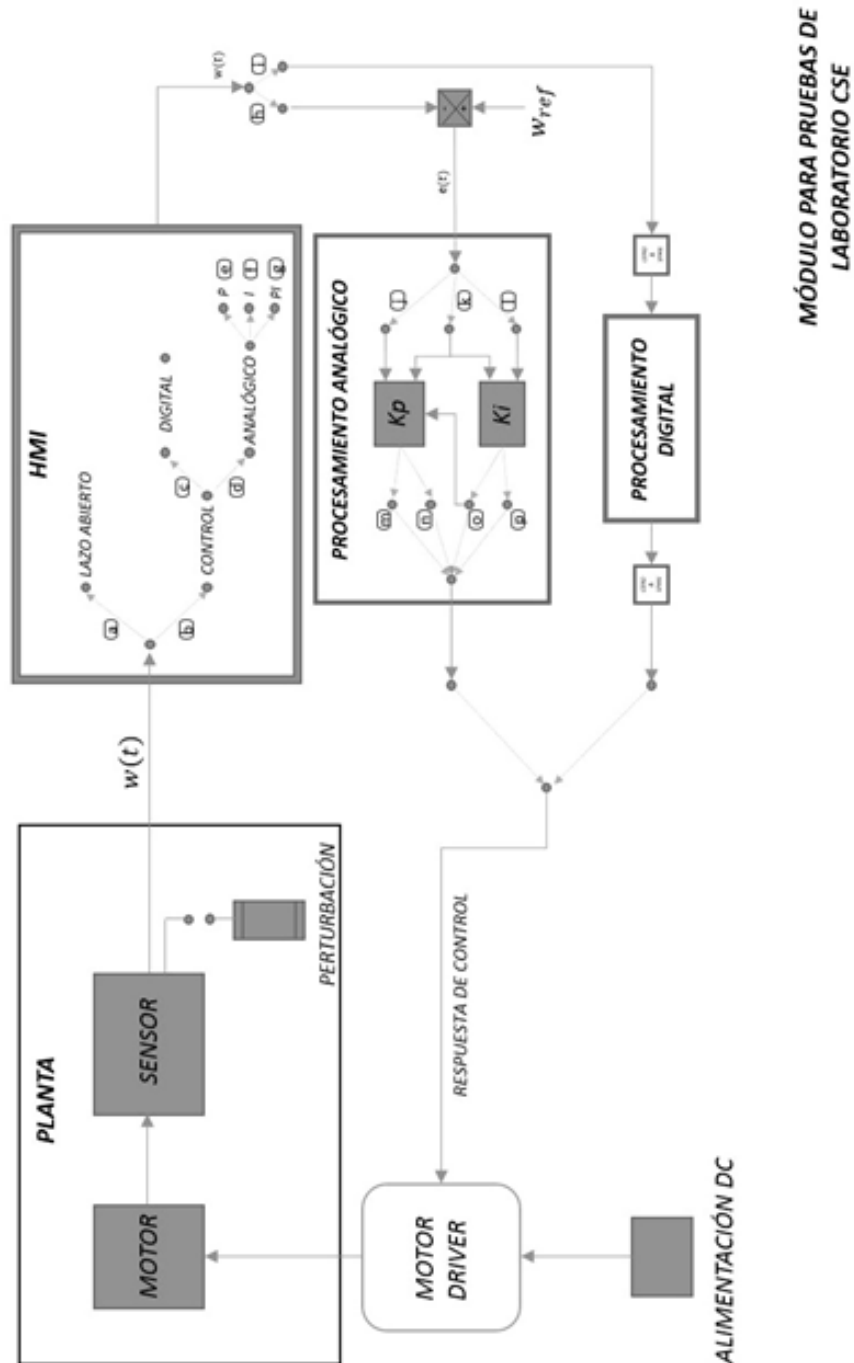 PLANTA
MOTOR
SENSOR
PERTURBACIÓN
w(t)
HMI
a
LAZO ABIERTO
b
CONTROL
c
DIGITAL
d
ANALÓGICO
P
e
I
f
PI
g
w(t)
h
i
w_ref
e(t)
PROCESAMIENTO ANALÓGICO
j
k
l
Kp
Ki
m
n
o
p
PROCESAMIENTO
DIGITAL
RESPUESTA DE CONTROL
MOTOR
DRIVER
ALIMENTACIÓN DC
MÓDULO PARA PRUEBAS DE
LABORATORIO CSE